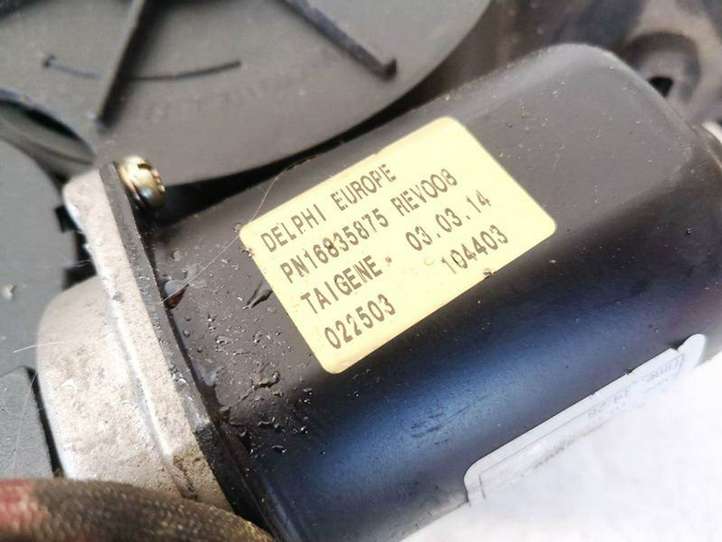 DELPHI EUROPE
PN16835875 REV008
TAIGENE. 03.03.14
022503 104403